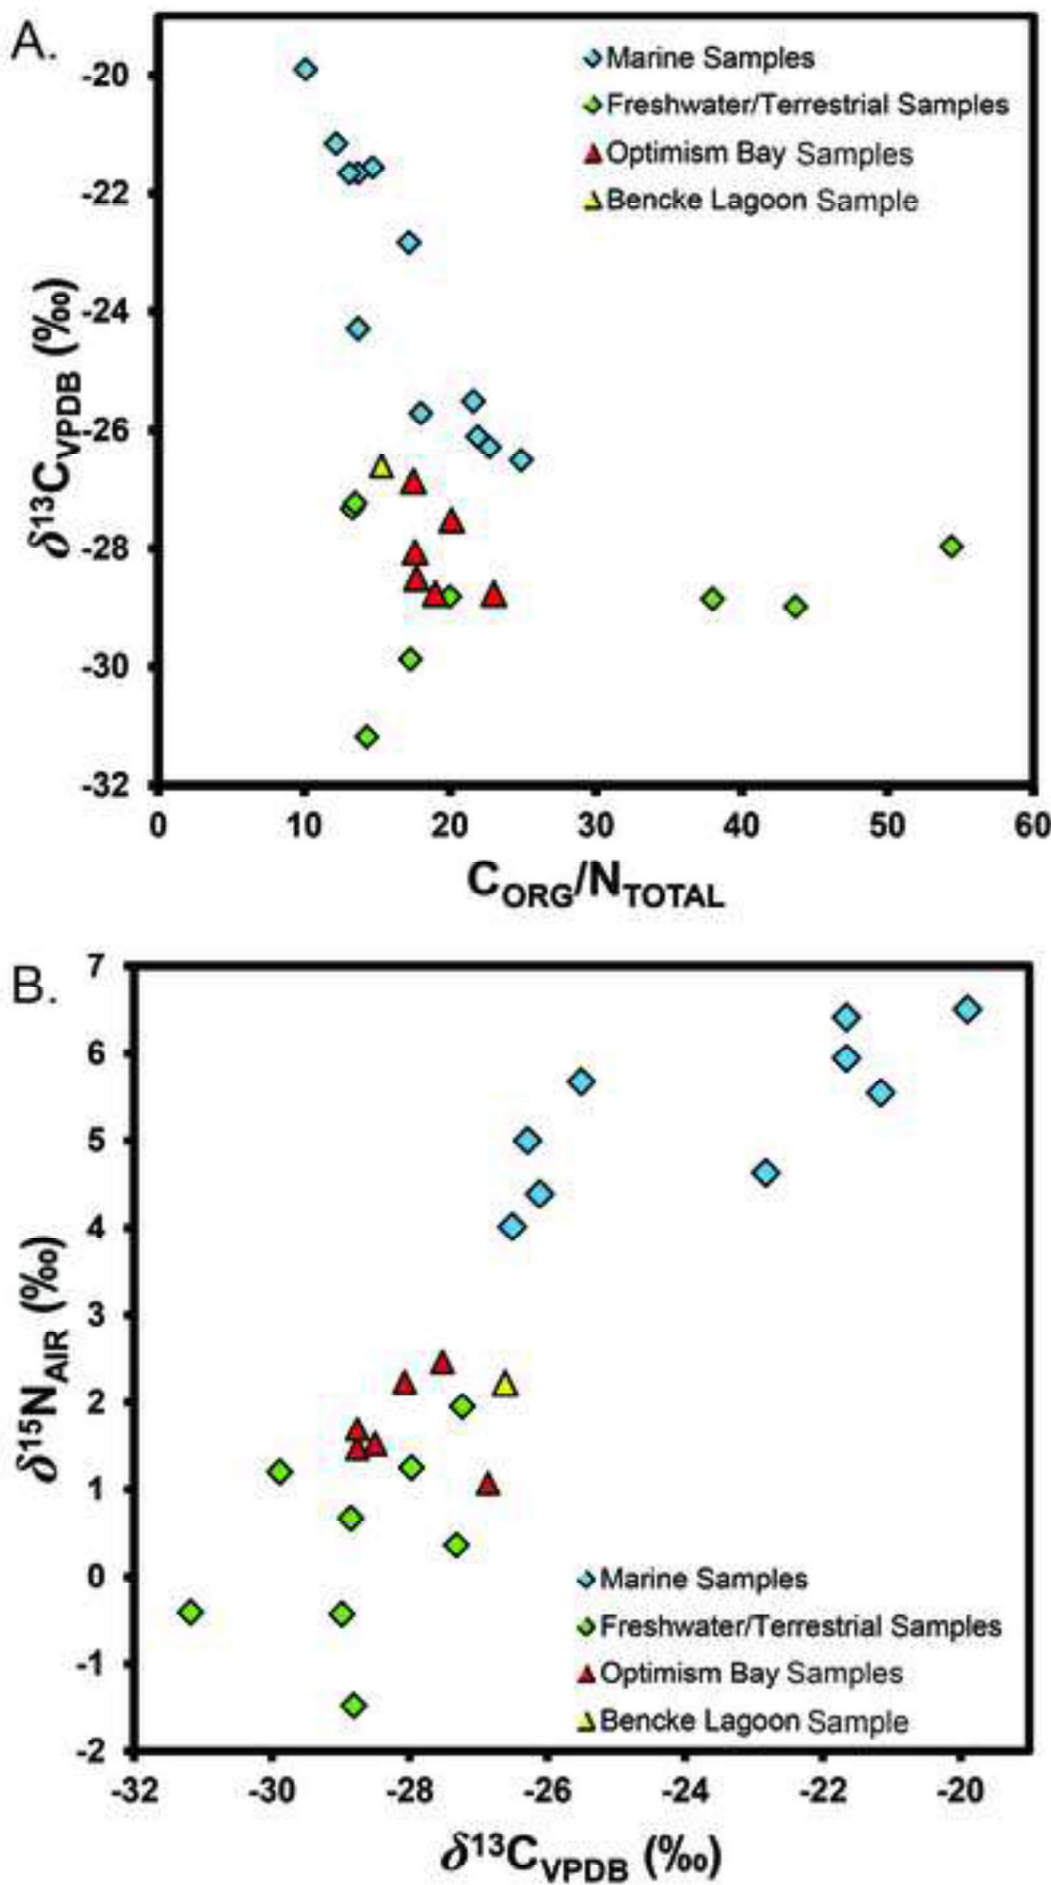 A.
-20
-22
-24
-26
-28
-30
-32
δ13CVPDB (‰)
Marine Samples
Freshwater/Terrestrial Samples
Optimism Bay Samples
Bencke Lagoon Sample
0 10 20 30 40 50 60
CORG/NTOTAL
B.
7
6
5
4
3
2
1
0
-1
-2
δ15NAIR (‰)
Marine Samples
Freshwater/Terrestrial Samples
Optimism Bay Samples
Bencke Lagoon Sample
-32 -30 -28 -26 -24 -22 -20
δ13CVPDB (‰)